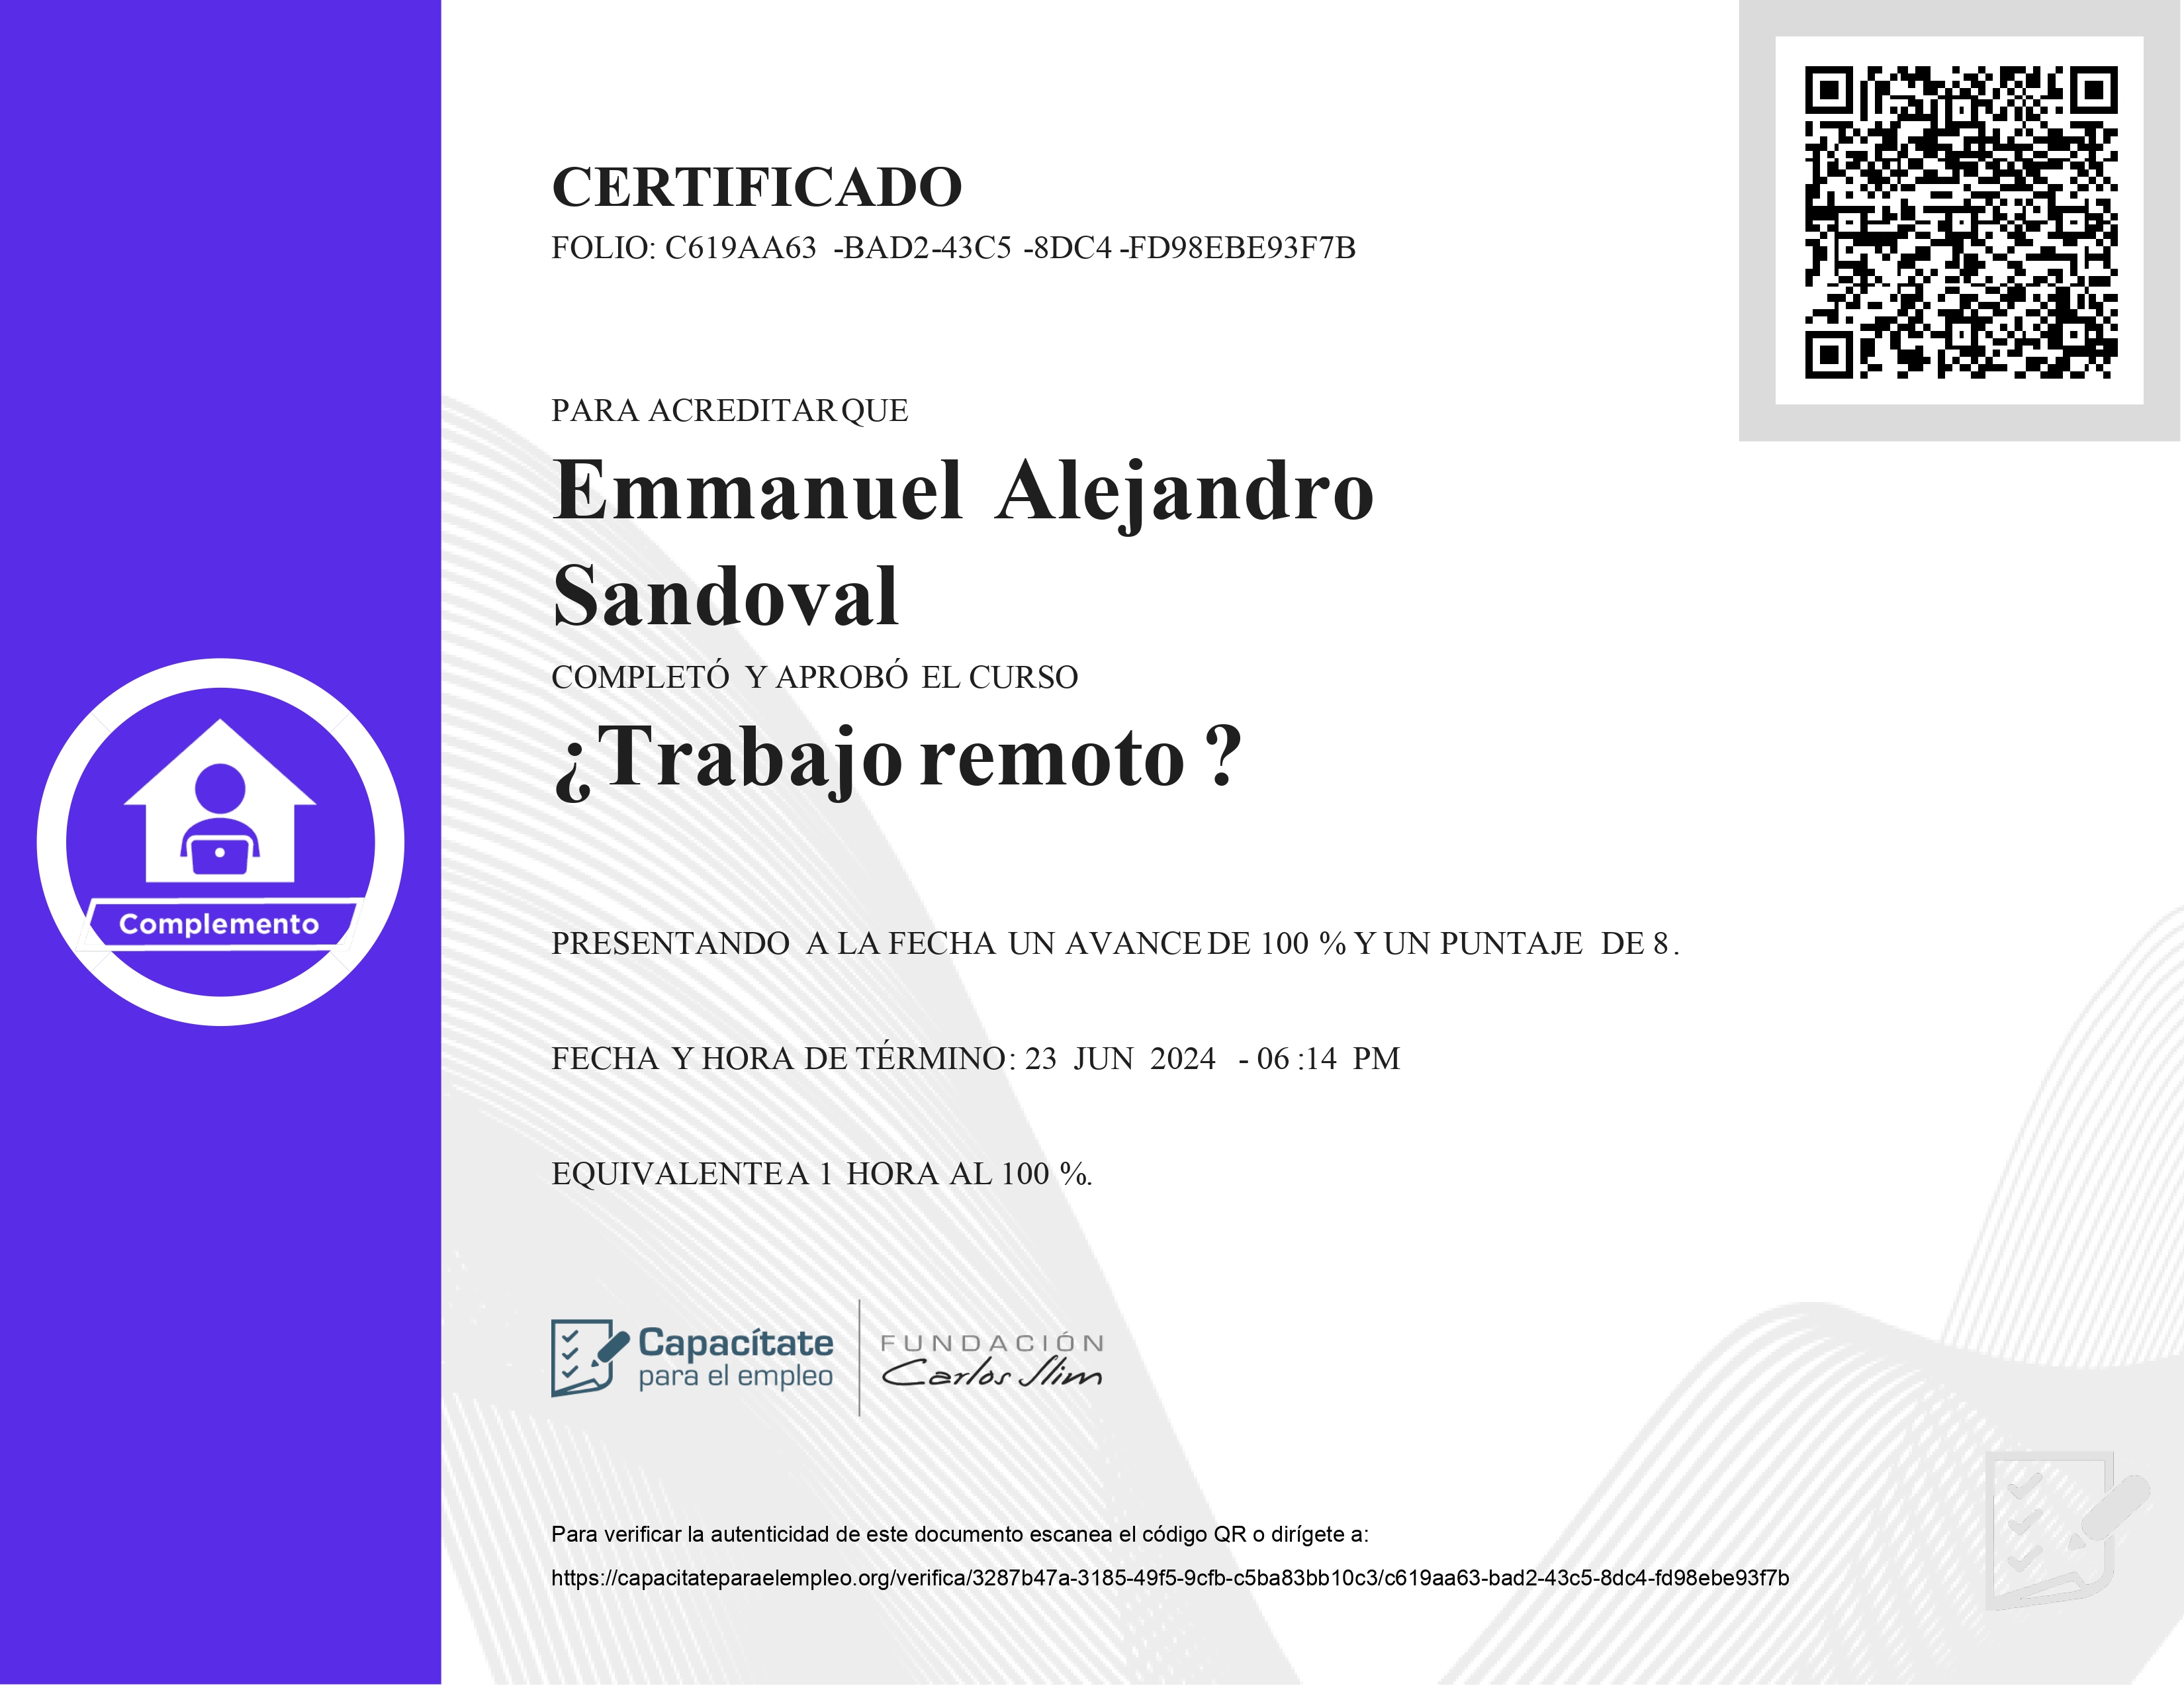 CERTIFICADO
FOLIO: C619AA63 -BAD2-43C5 -8DC4 -FD98EBE93F7B
PARA ACREDITAR QUE
Emmanuel Alejandro
Sandoval
COMPLETÓ Y APROBÓ EL CURSO
¿Trabajo remoto ?
Complemento
PRESENTANDO A LA FECHA UN AVANCE DE 100 % Y UN PUNTAJE DE 8 .
FECHA Y HORA DE TÉRMINO: 23 JUN 2024 - 06 :14 PM
EQUIVALENTE A 1 HORA AL 100 %.
Capacítate
para el empleo
FUNDACIÓN
Carlos Slim
Para verificar la autenticidad de este documento escanea el código QR o dirígete a:
https://capacitateparaelempleo.org/verifica/3287b47a-3185-49f5-9cfb-c5ba83bb10c3/c619aa63-bad2-43c5-8dc4-fd98ebe93f7b